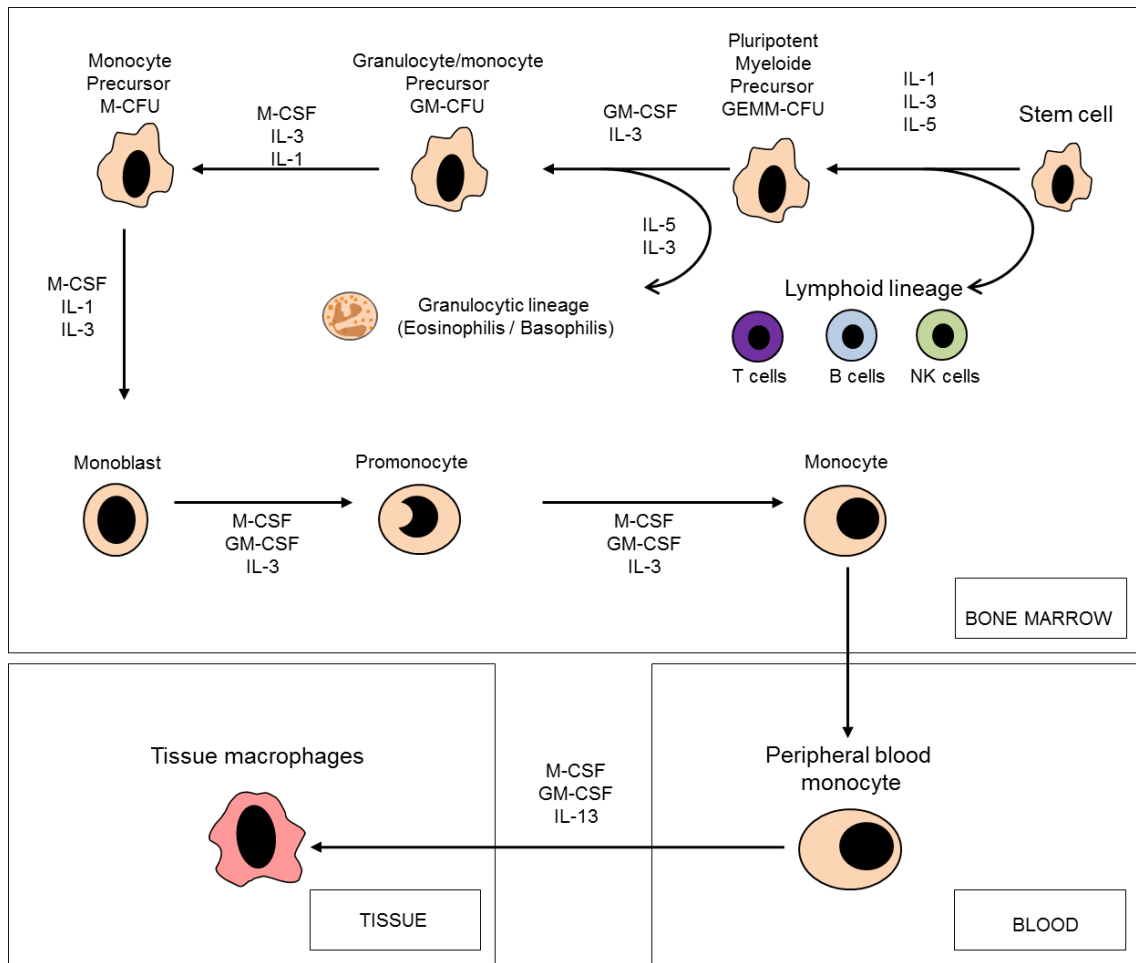 Monocyte
Precursor
M-CFU
M-CSF
IL-3
IL-1
Granulocyte/monocyte
Precursor
GM-CFU
GM-CSF
IL-3
Pluripotent
Myeloide
Precursor
GEMM-CFU
IL-1
IL-3
IL-5
Stem cell
M-CSF
IL-1
IL-3
IL-5
IL-3
Granulocytic lineage
(Eosinophilis / Basophilis)
Lymphoid lineage
T cells
B cells
NK cells
Monoblast
M-CSF
GM-CSF
IL-3
Promonocyte
M-CSF
GM-CSF
IL-3
Monocyte
BONE MARROW
Tissue macrophages
M-CSF
GM-CSF
IL-13
Peripheral blood
monocyte
TISSUE
BLOOD